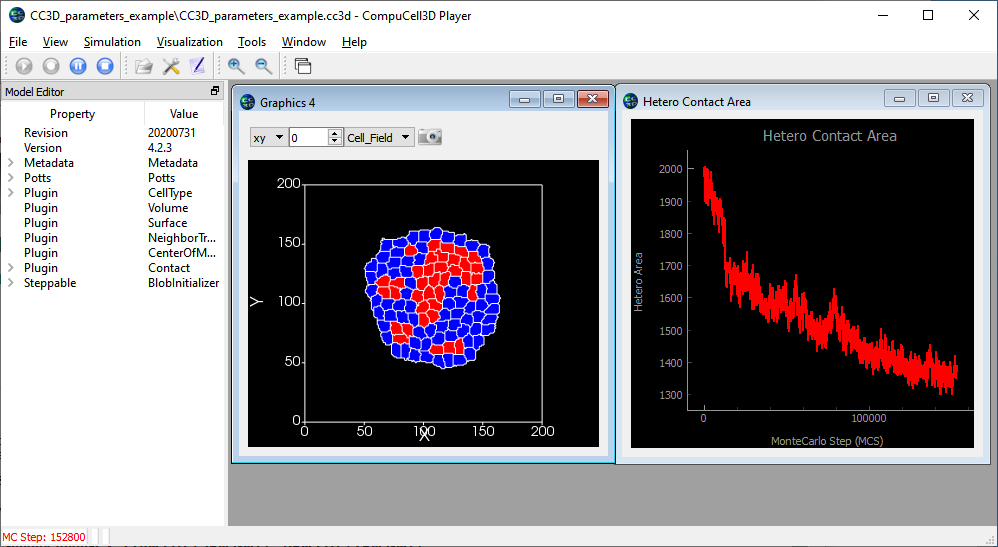 CC3D_parameters_example\CC3D_parameters_example.cc3d - CompuCell3D Player
File View Simulation Visualization Tools Window Help
Model Editor
Property Value
Revision 20200731
Version 4.2.3
Metadata Metadata
Potts Potts
Plugin CellType
Plugin Volume
Plugin Surface
Plugin NeighborTr...
Plugin CenterOfM...
Plugin Contact
Steppable BlobInitializer
Graphics 4
xy 0 Cell_Field
200
150
100
50
0
Y
0 50 100 150 200
X
Hetero Contact Area
Hetero Contact Area
2000
1900
1800
1700
1600
1500
1400
1300
Hetero Area
0 100000
MonteCarlo Step (MCS)
MC Step: 152800